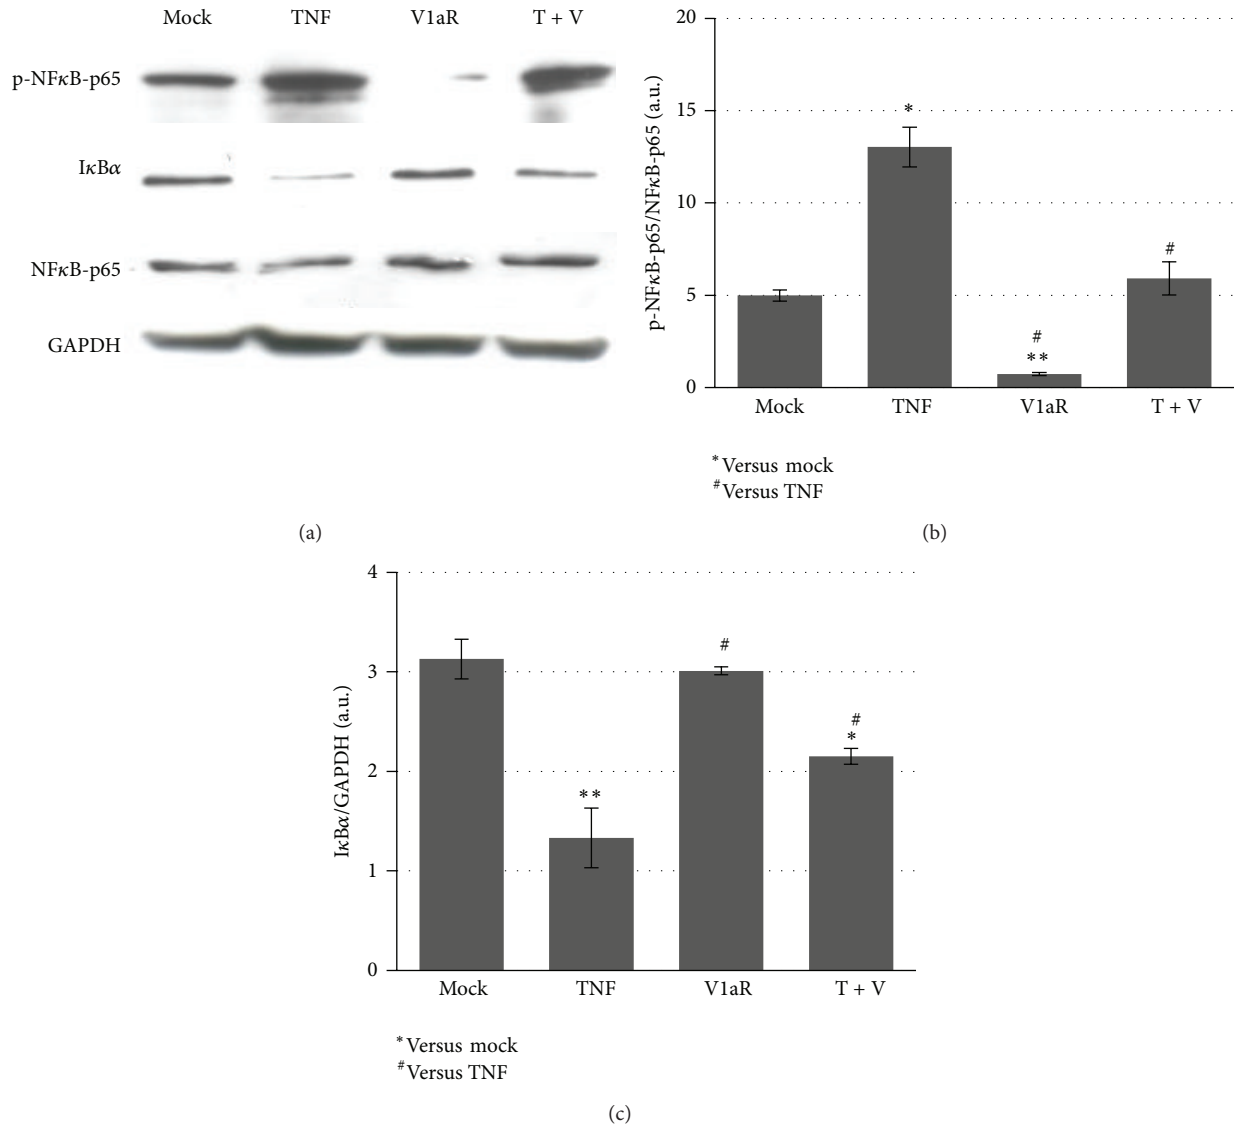 Mock TNF V1aR T + V
p-NFκB-p65
IκBα
NFκB-p65
GAPDH
(a)
20
15
10
5
0
p-NFκB-p65/NFκB-p65 (a.u.)
*
#
**
#
Mock TNF V1aR T + V
*Versus mock
#Versus TNF
(b)
4
3
2
1
0
IκBα/GAPDH (a.u.)
**
#
#
*
Mock TNF V1aR T + V
*Versus mock
#Versus TNF
(c)